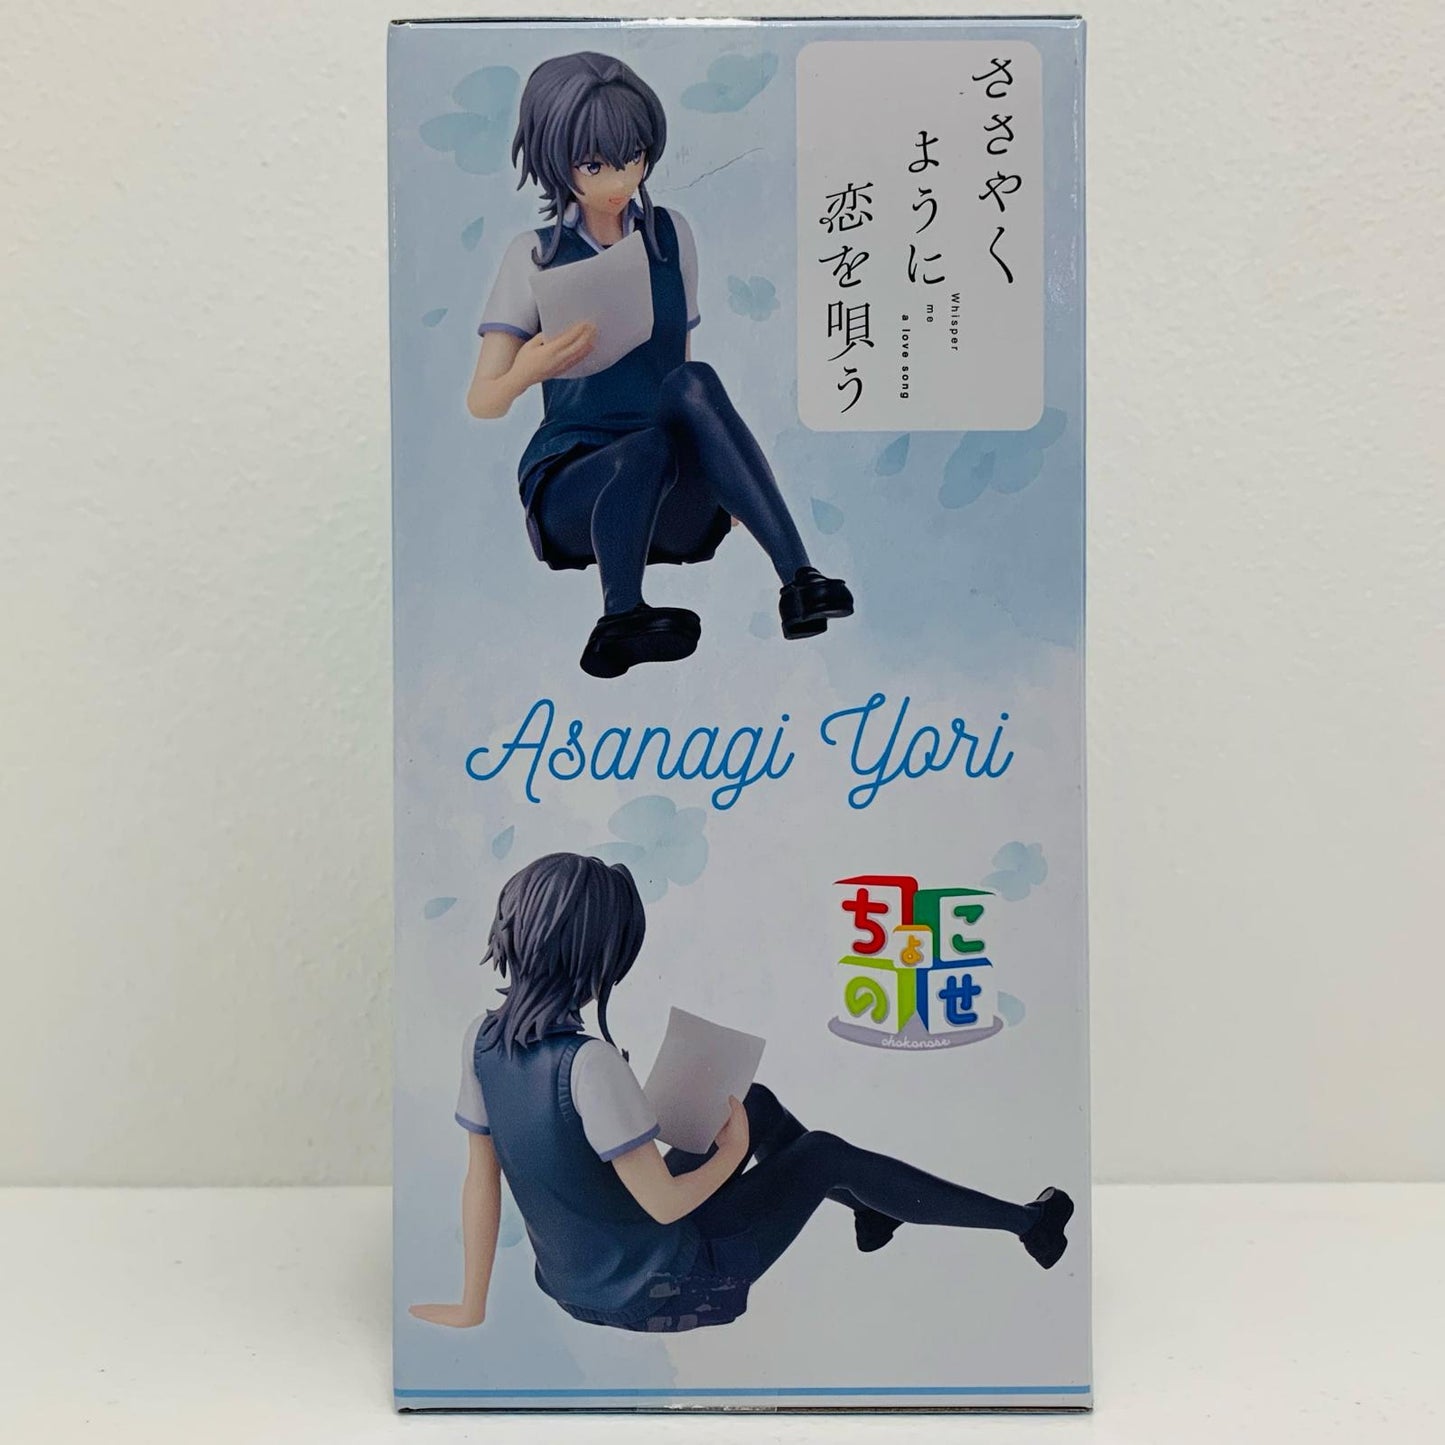 ささやく
ように
恋を唄う
Whisper
me
a love song
Asanagi Yori
ちょこ
のせ
chokonose